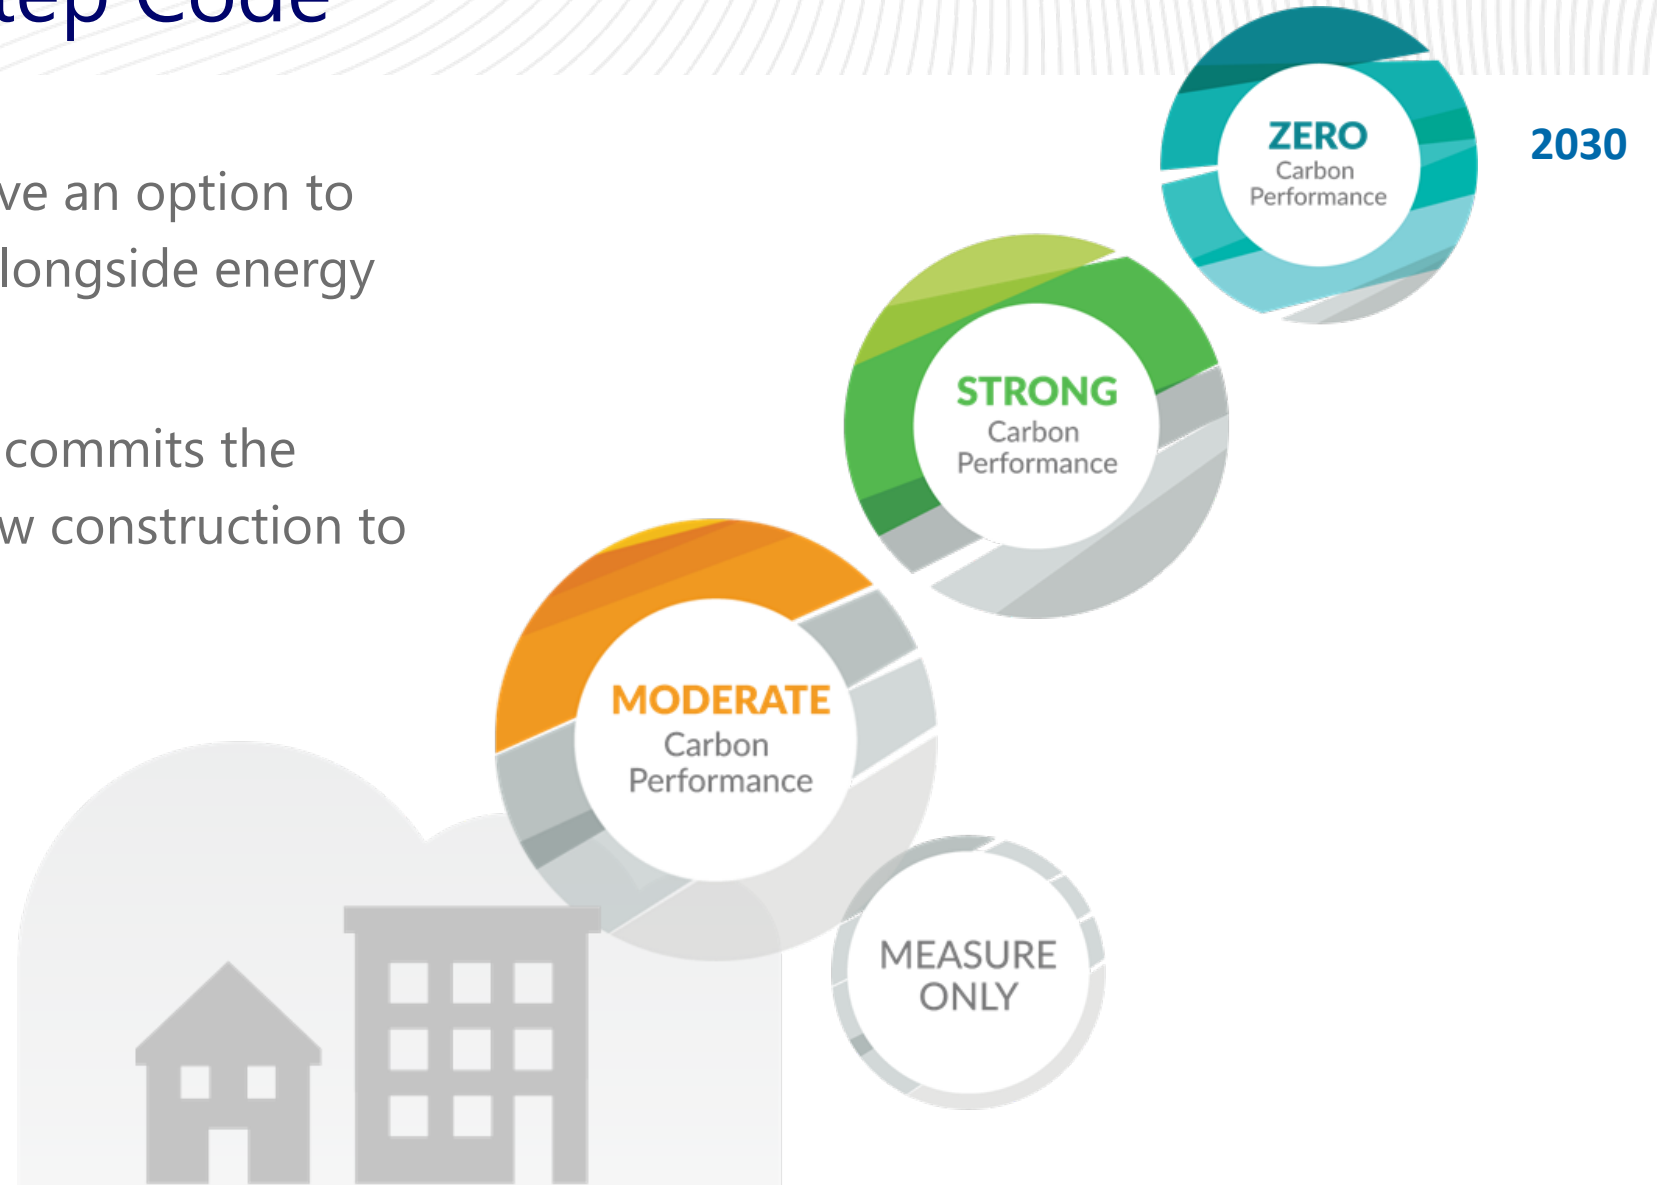 tep Code
ve an option to
longside energy
commits the
w construction to
ZERO
Carbon
Performance
2030
STRONG
Carbon
Performance
MODERATE
Carbon
Performance
MEASURE
ONLY